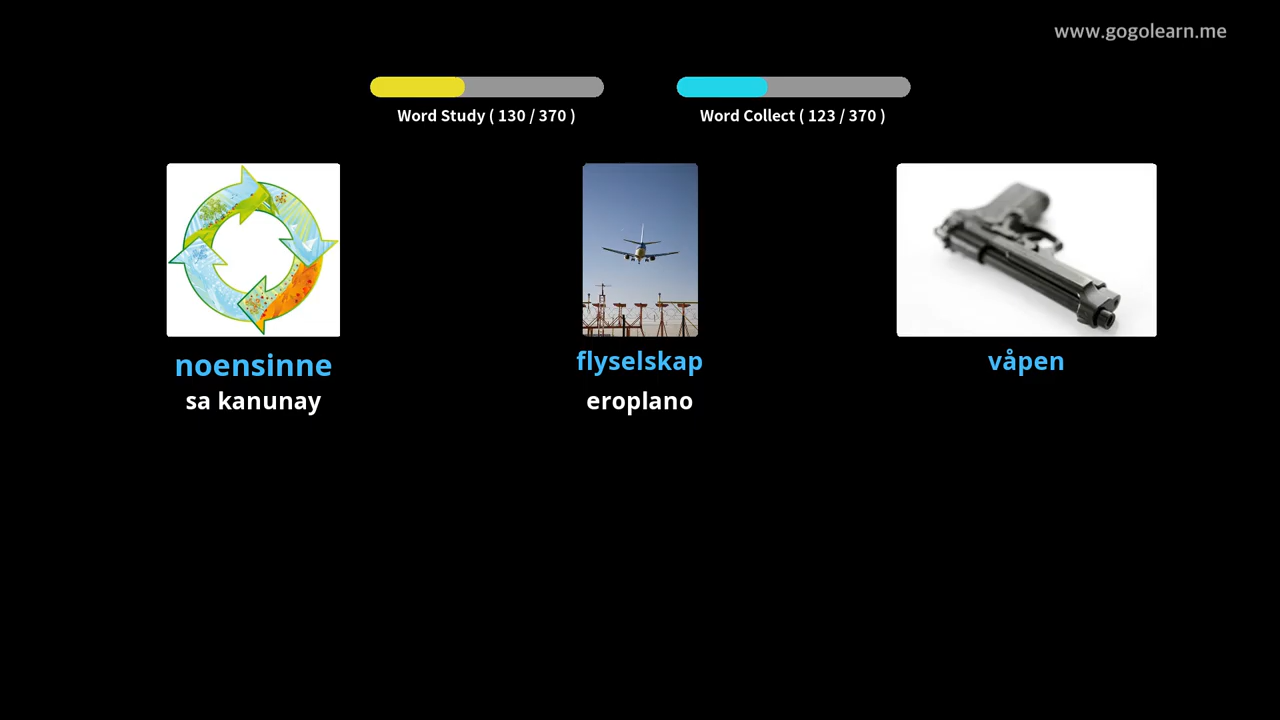 www.gogolearn.me
Word Study ( 130 / 370 )
Word Collect ( 123 / 370 )
noensinne
sa kanunay
flyselskap
eroplano
våpen